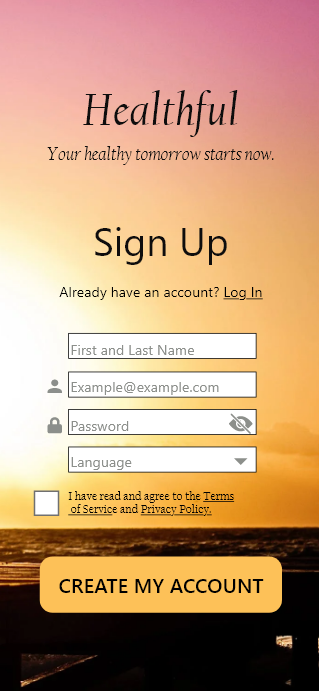 Healthful
Your healthy tomorrow starts now.
Sign Up
Already have an account? Log In
First and Last Name
Example@example.com
Password
Language
I have read and agree to the Terms
of Service and Privacy Policy.
CREATE MY ACCOUNT